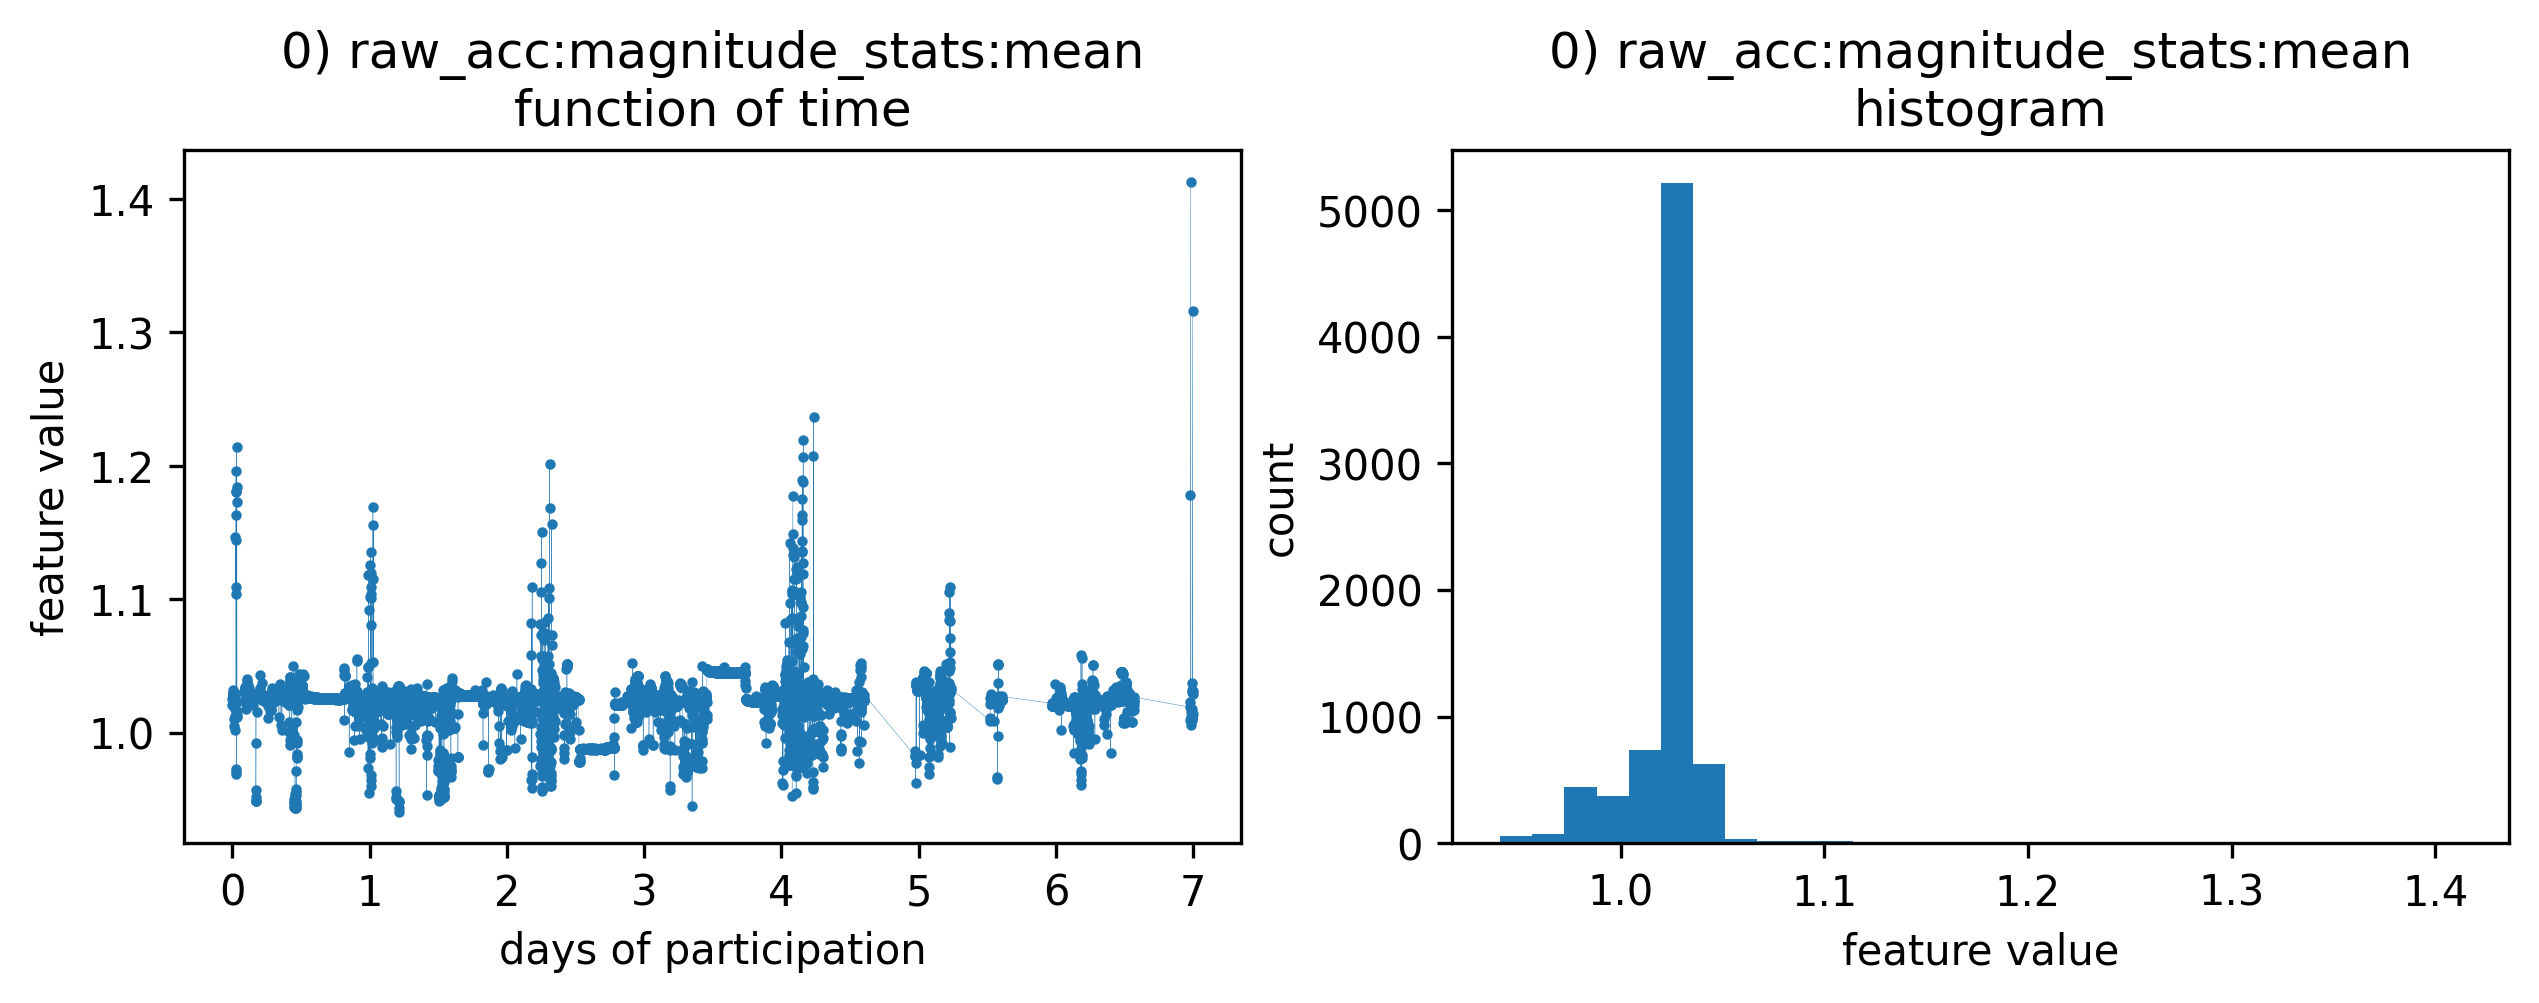 0) raw_acc:magnitude_stats:mean
function of time
feature value
1.4
1.3
1.2
1.1
1.0
0 1 2 3 4 5 6 7
days of participation
0) raw_acc:magnitude_stats:mean
histogram
count
5000
4000
3000
2000
1000
0
1.0 1.1 1.2 1.3 1.4
feature value